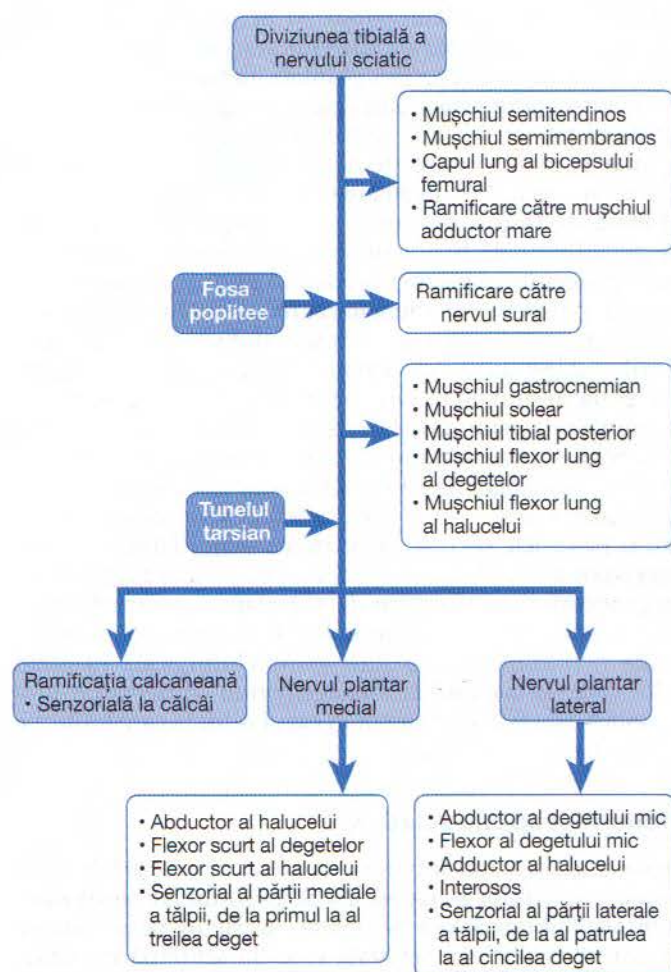 Diviziunea tibială a
nervului sciatic
• Mușchiul semitendinos
• Mușchiul semimembranos
• Capul lung al bicepsului
femural
• Ramificare către mușchiul
adductor mare
Fosa
poplitee
Ramificare către
nervul sural
• Mușchiul gastrocnemian
• Mușchiul solear
• Mușchiul tibial posterior
• Mușchiul flexor lung
al degetelor
• Mușchiul flexor lung
al halucelui
Tunelul
tarsian
Ramificația calcaneană
• Senzorială la călcâi
Nervul plantar
medial
Nervul plantar
lateral
• Abductor al halucelui
• Flexor scurt al degetelor
• Flexor scurt al halucelui
• Senzorial al părții mediale
a tălpii, de la primul la al
treilea deget
• Abductor al degetului mic
• Flexor al degetului mic
• Adductor al halucelui
• Interosos
• Senzorial al părții laterale
a tălpii, de la al patrulea
la al cincilea deget